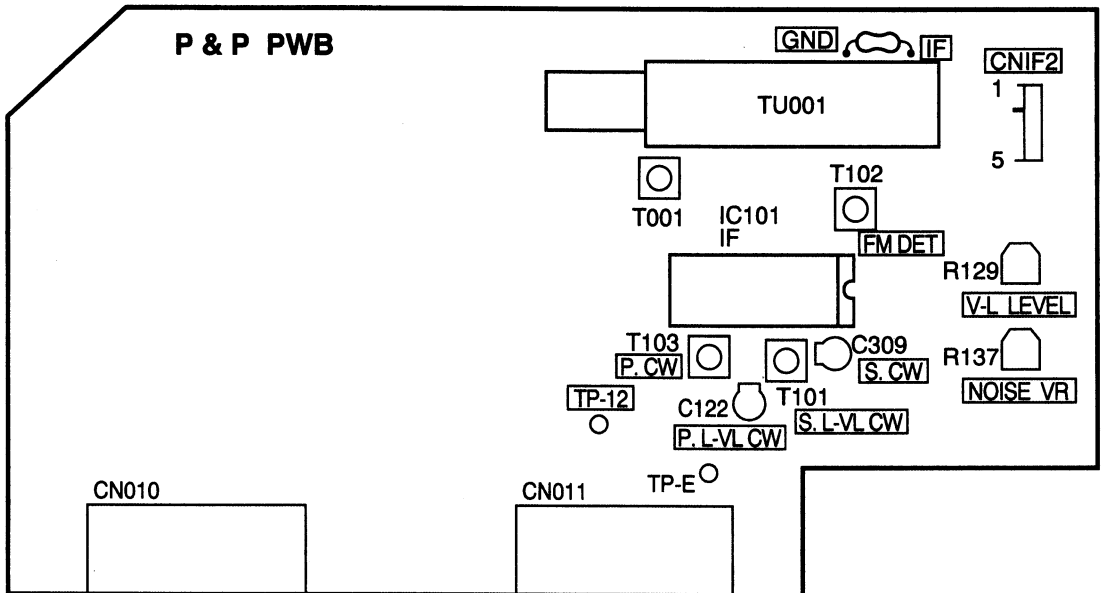 P & P PWB
GND
IF
CNIF2
1
5
TU001
T001
T102
IC101
IF
FM DET
R129
V-L LEVEL
T103
P. CW
C309
S. CW
R137
NOISE VR
TP-12
C122
P. L-VL CW
T101
S. L-VL CW
TP-E
CN010
CN011